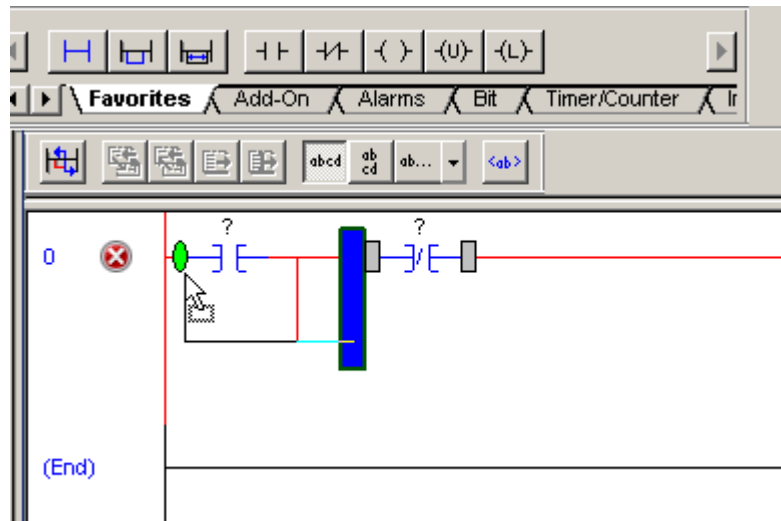 (U) (L)
Favorites Add-On Alarms Bit Timer/Counter
abcd ab cd ab... <ab>
? ?
0
(End)